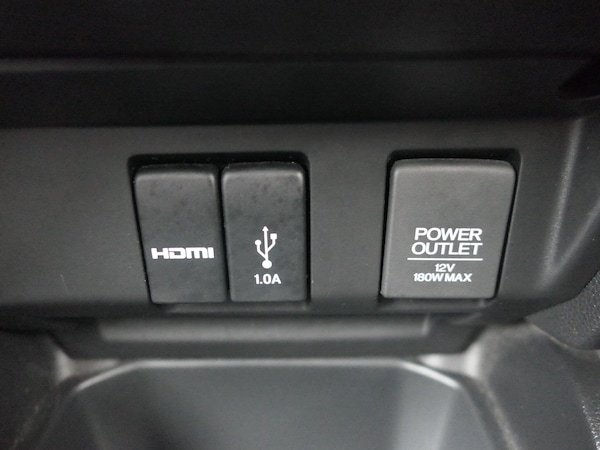 HDMI
1.0A
POWER
OUTLET
12V
180W MAX